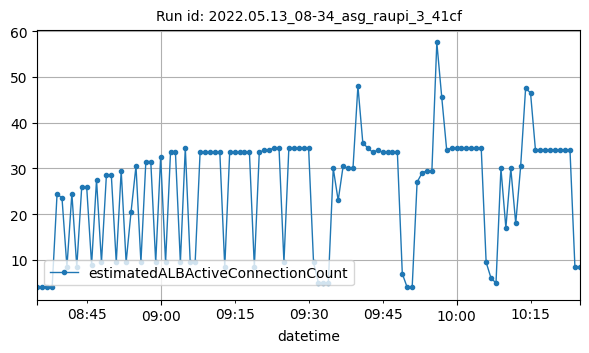 Run id: 2022.05.13_08-34_asg_raupi_3_41cf
60
50
40
30
20
10
estimatedALBActiveConnectionCount
08:45 09:00 09:15 09:30 09:45 10:00 10:15
datetime